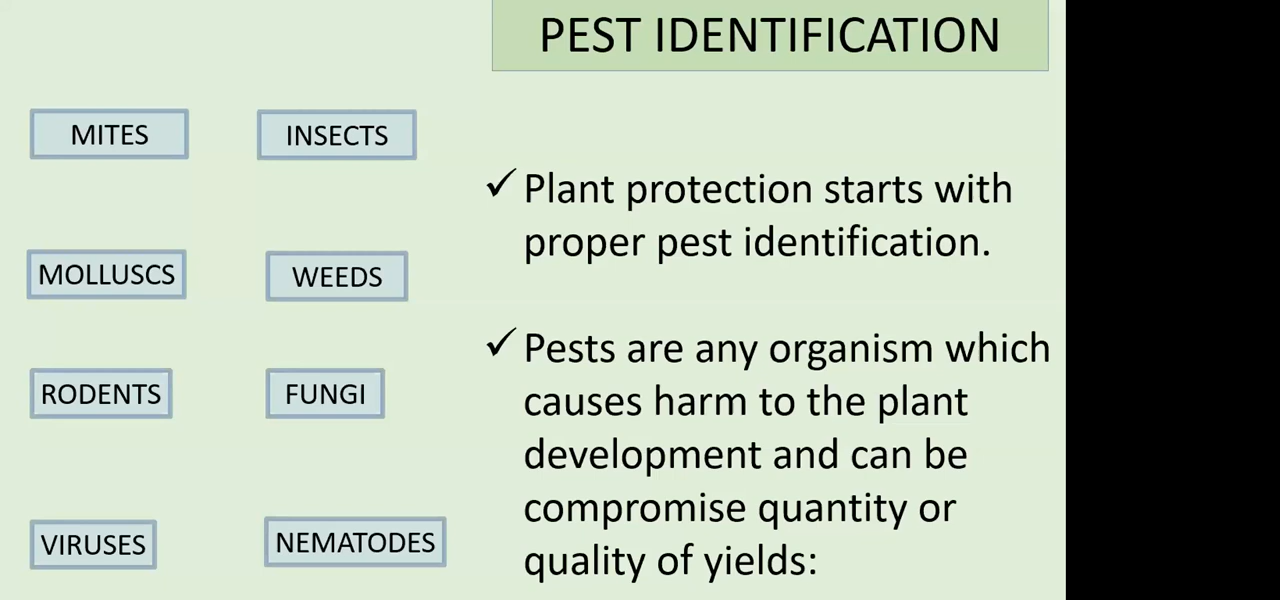 PEST IDENTIFICATION
MITES
INSECTS
MOLLUSCS
WEEDS
RODENTS
FUNGI
VIRUSES
NEMATODES
✓ Plant protection starts with
proper pest identification.
✓ Pests are any organism which
causes harm to the plant
development and can be
compromise quantity or
quality of yields: